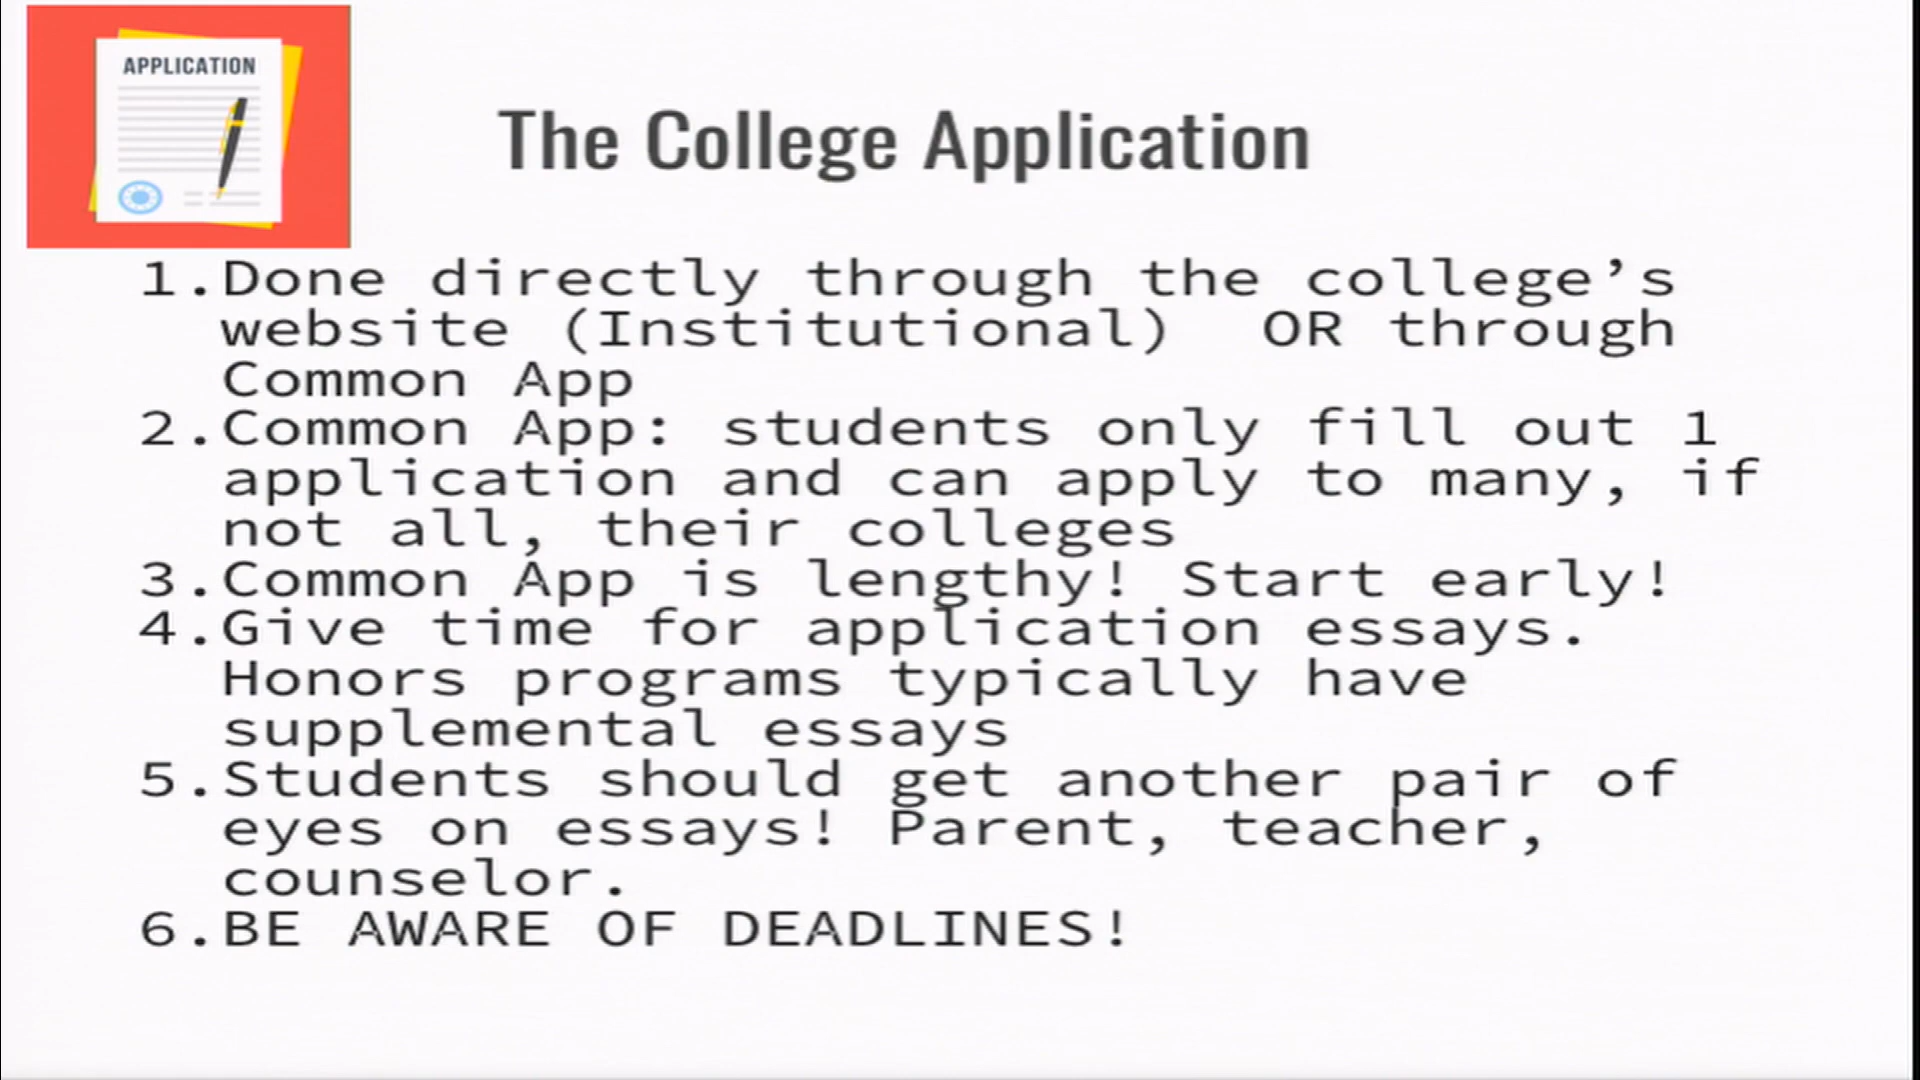 APPLICATION
The College Application
1.Done directly through the college’s
website (Institutional)  OR through
Common App
2.Common App: students only fill out 1
application and can apply to many, if
not all, their colleges
3.Common App is lengthy! Start early!
4.Give time for application essays.
Honors programs typically have
supplemental essays
5.Students should get another pair of
eyes on essays! Parent, teacher,
counselor.
6.BE AWARE OF DEADLINES!